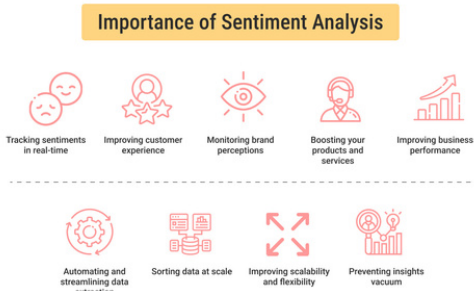 Importance of Sentiment Analysis
Tracking sentiments
in real-time
Improving customer
experience
Monitoring brand
perceptions
Boosting your
products and
services
Improving business
performance
Automating and
streamlining data
Sorting data at scale
Improving scalability
and flexibility
Preventing insights
vacuum